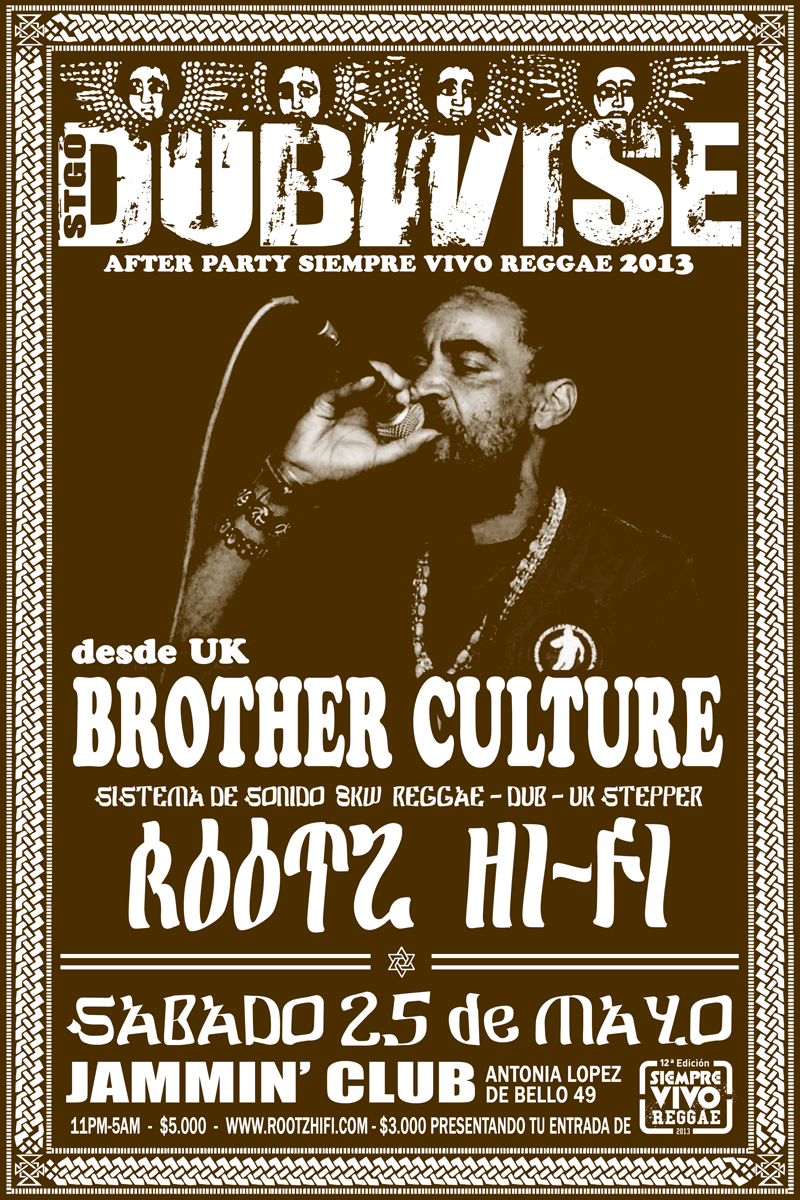 STGO
DUBWISE
AFTER PARTY SIEMPRE VIVO REGGAE 2013
desde UK
BROTHER CULTURE
SISTEMA DE SONIDO 8KW REGGAE - DUB - UK STEPPER
ROOTZ HI-FI
SABADO 25 de MAYO
JAMMIN' CLUB
ANTONIA LOPEZ
DE BELLO 49
11PM-5AM - $5.000 - WWW.ROOTZHIFI.COM - $3.000 PRESENTANDO TU ENTRADA DE
12ª Edición
SIEMPRE
VIVO
REGGAE
2013